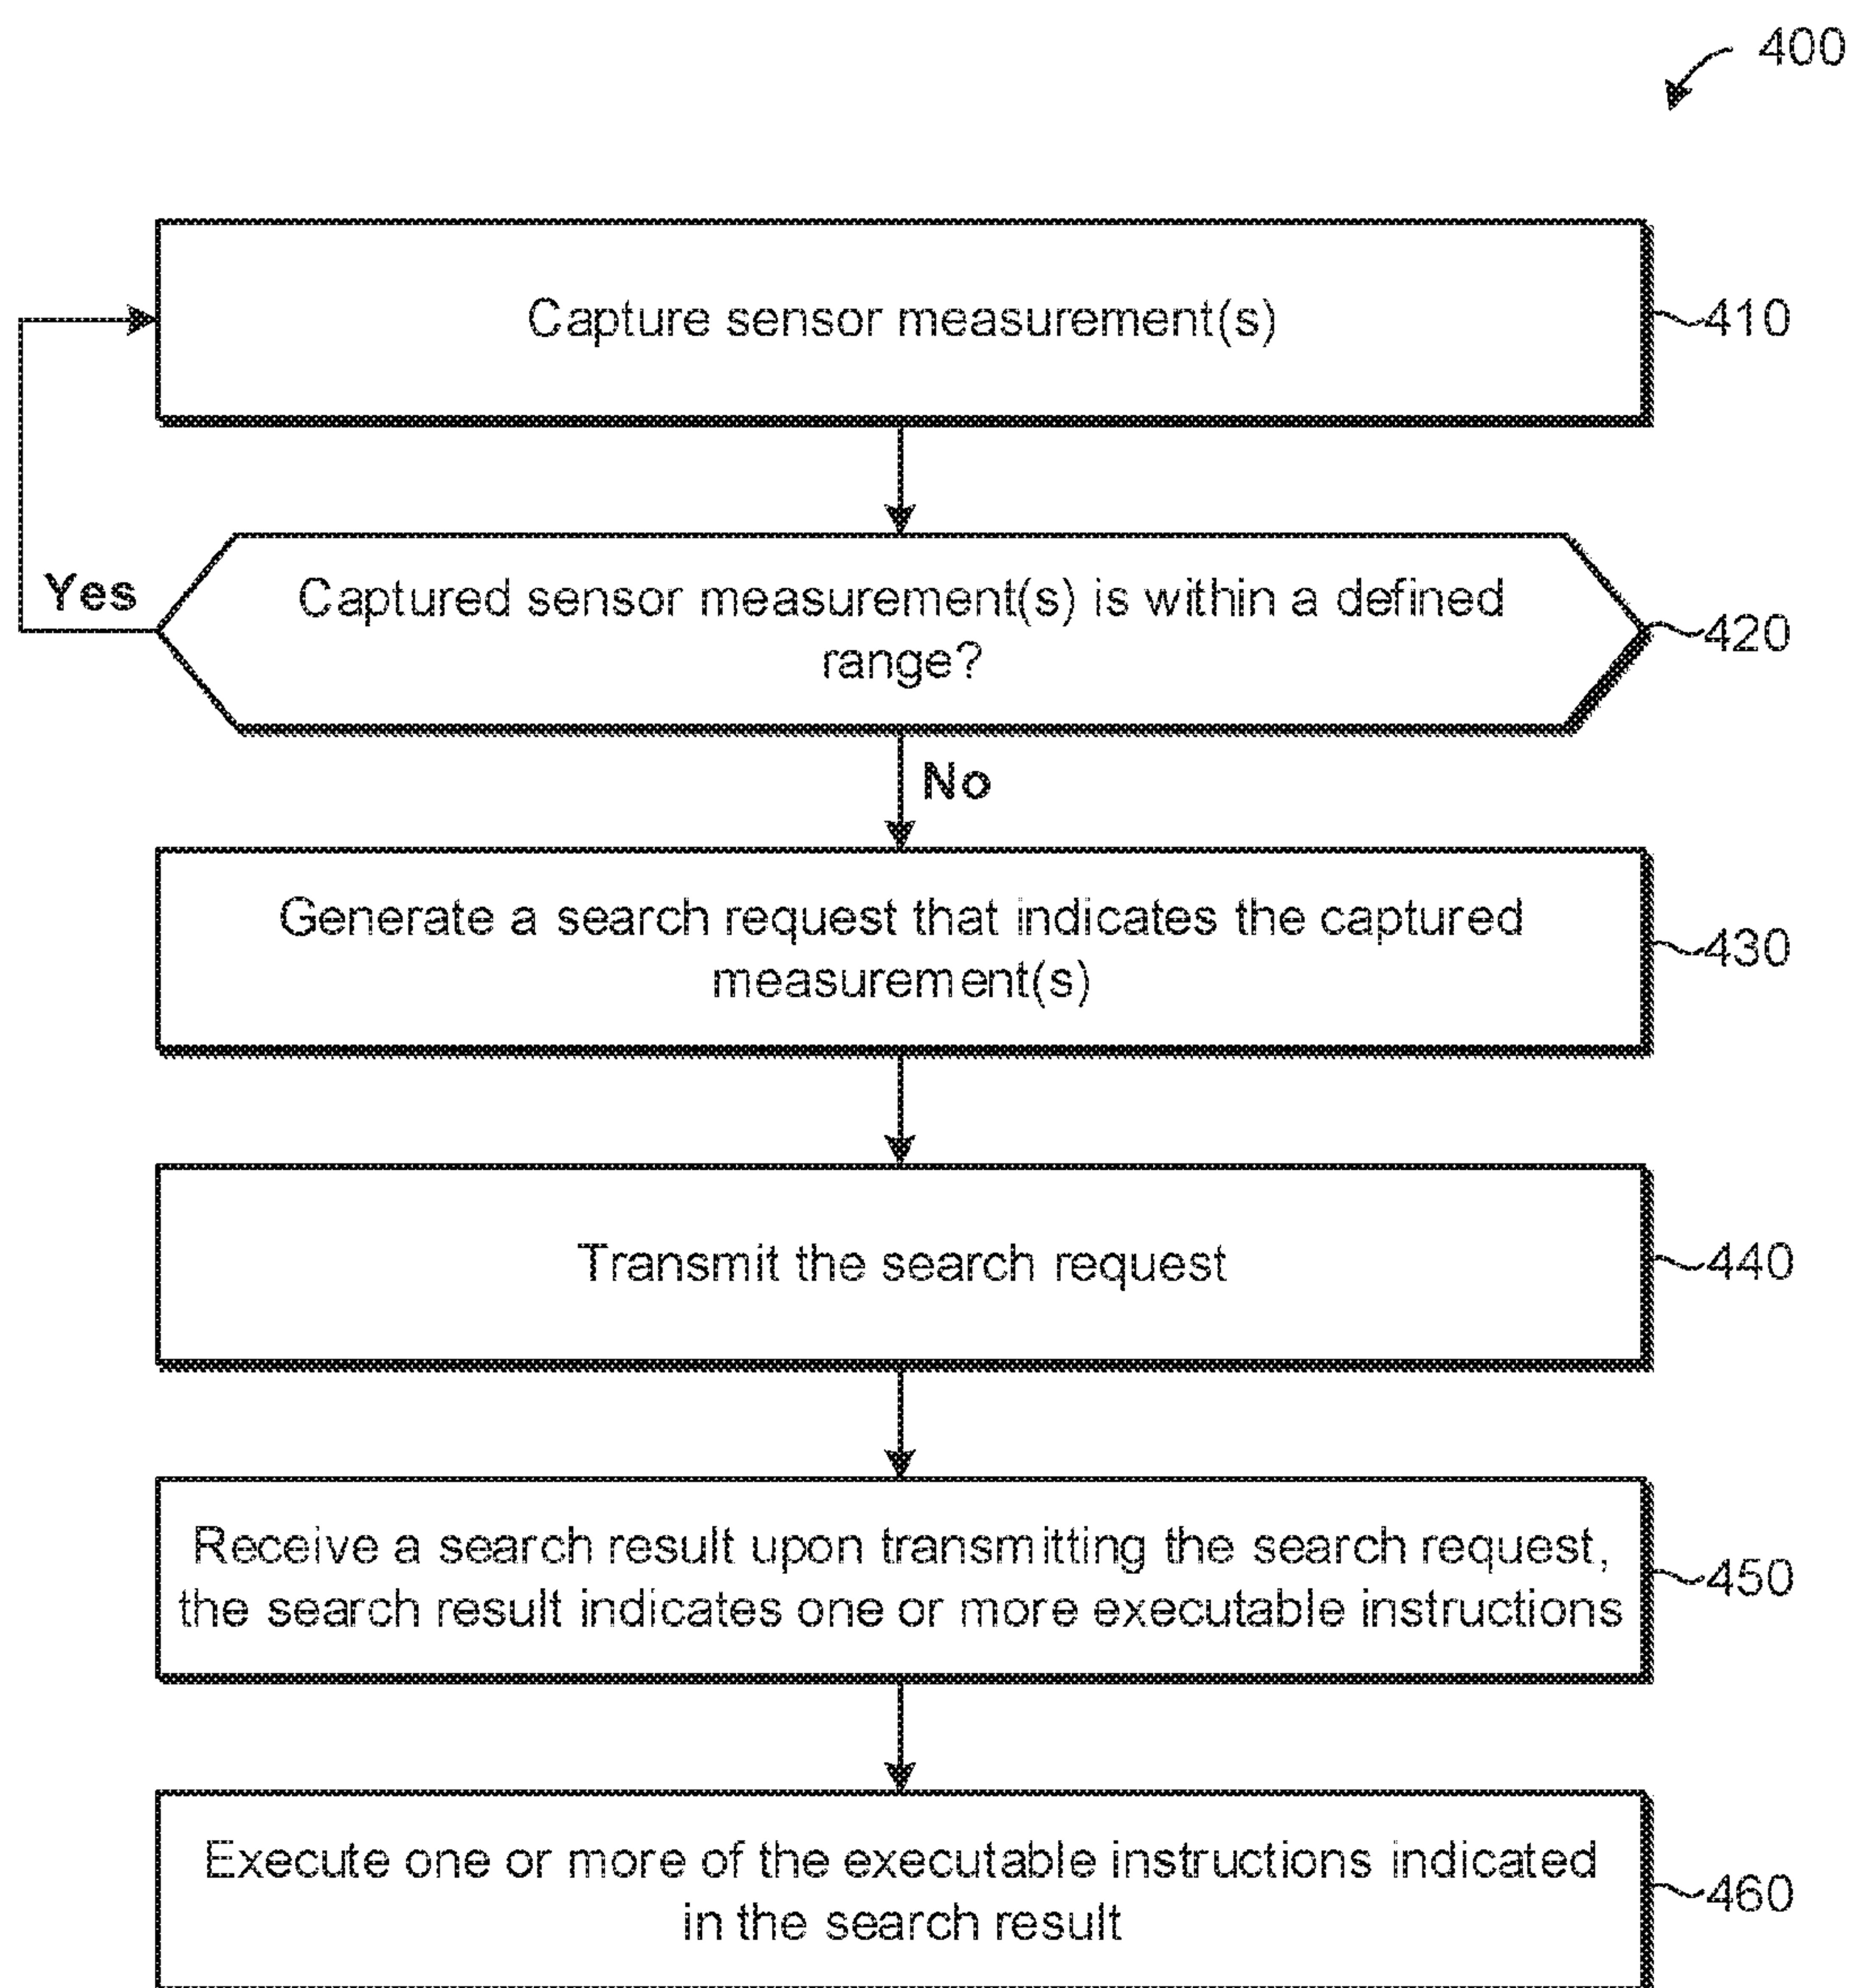 400
Capture sensor measurement(s)
410
Captured sensor measurement(s) is within a defined
range?
420
Yes
No
Generate a search request that indicates the captured
measurement(s)
430
Transmit the search request
440
Receive a search result upon transmitting the search request,
the search result indicates one or more executable instructions
450
Execute one or more of the executable instructions indicated
in the search result
460